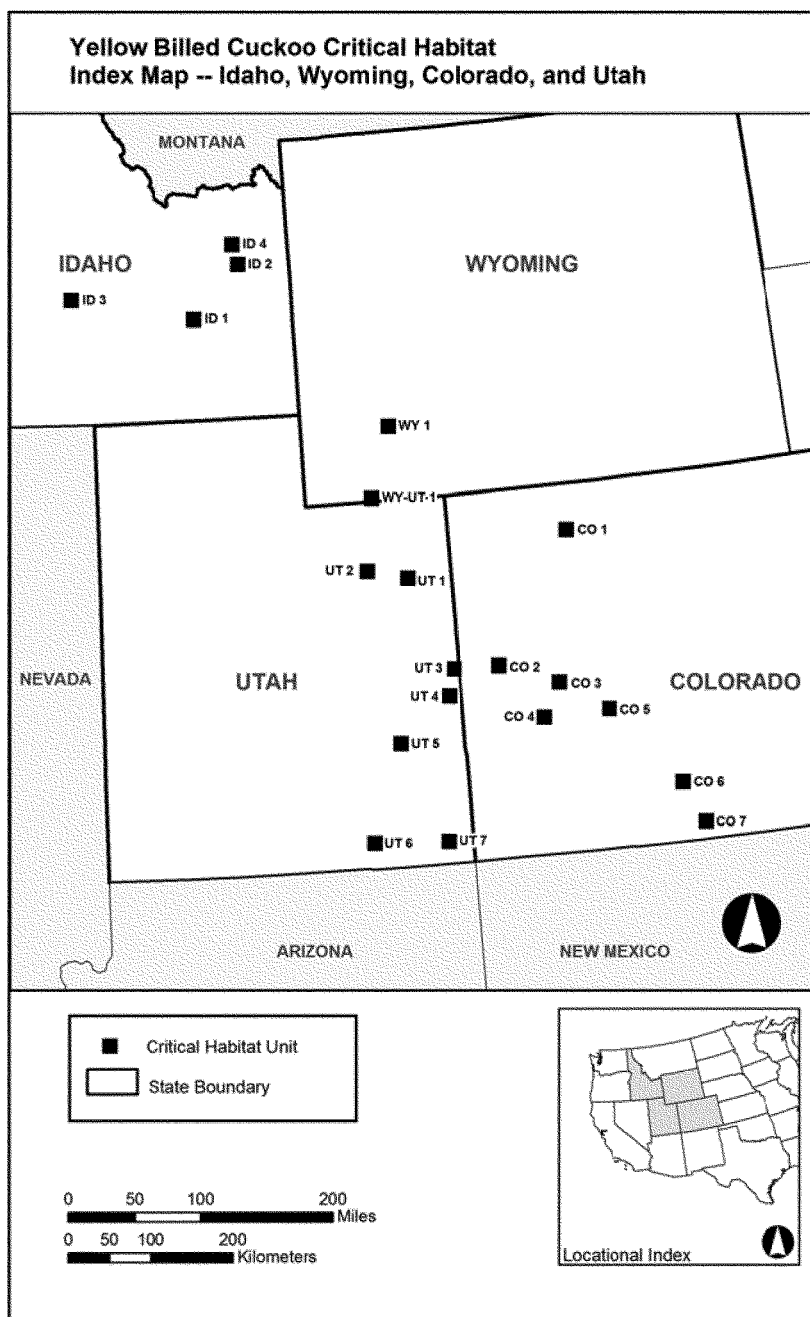 Yellow Billed Cuckoo Critical Habitat
Index Map -- Idaho, Wyoming, Colorado, and Utah
MONTANA
IDAHO
ID 4
ID 2
WYOMING
ID 3
ID 1
WY 1
WY-UT-1
CO 1
UT 2
UT 1
NEVADA
UTAH
UT 3
CO 2
CO 3
COLORADO
UT 4
CO 4
CO 5
UT 5
CO 6
CO 7
UT 6
UT 7
ARIZONA
NEW MEXICO
Critical Habitat Unit
State Boundary
0 50 100 200
Miles
0 50 100 200
Kilometers
Locational Index